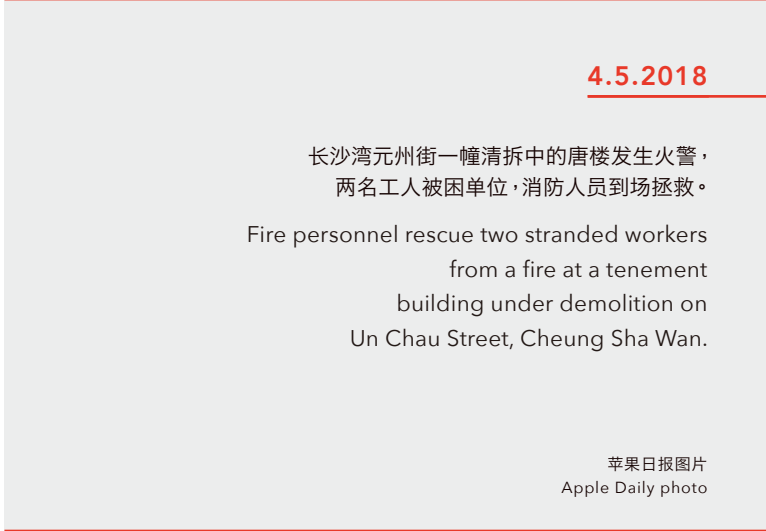 4.5.2018
长沙湾元州街一幢清拆中的唐楼发生火警，
两名工人被困单位，消防人员到场拯救。
Fire personnel rescue two stranded workers
from a fire at a tenement
building under demolition on
Un Chau Street, Cheung Sha Wan.
苹果日报图片
Apple Daily photo